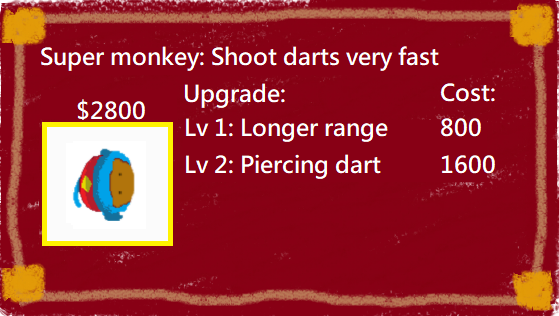 Super monkey: Shoot darts very fast
$2800
Upgrade: Cost:
Lv 1: Longer range 800
Lv 2: Piercing dart 1600